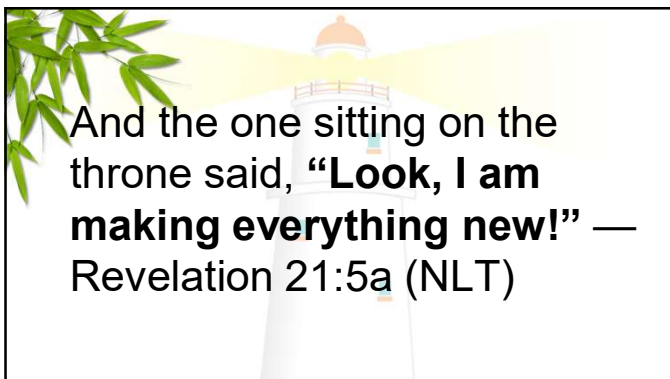 And the one sitting on the
throne said, “Look, I am
making everything new!” —
Revelation 21:5a (NLT)